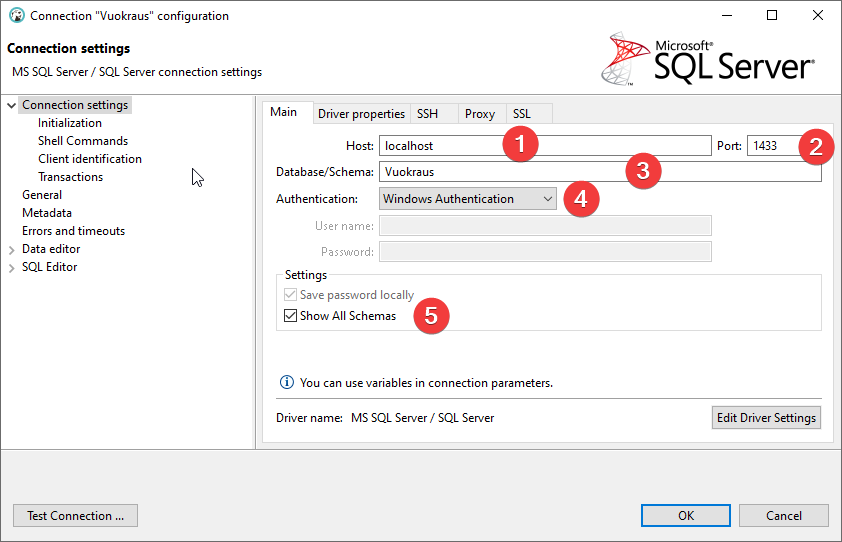 Connection "Vuokraus" configuration
Connection settings
MS SQL Server / SQL Server connection settings
Microsoft®
SQL Server®
Connection settings
Initialization
Shell Commands
Client identification
Transactions
General
Metadata
Errors and timeouts
Data editor
SQL Editor
Main Driver properties SSH Proxy SSL
Host: localhost 1 Port: 1433 2
Database/Schema: Vuokraus 3
Authentication: Windows Authentication 4
User name:
Password:
Settings
Save password locally
Show All Schemas 5
You can use variables in connection parameters.
Driver name: MS SQL Server / SQL Server Edit Driver Settings
Test Connection ... OK Cancel